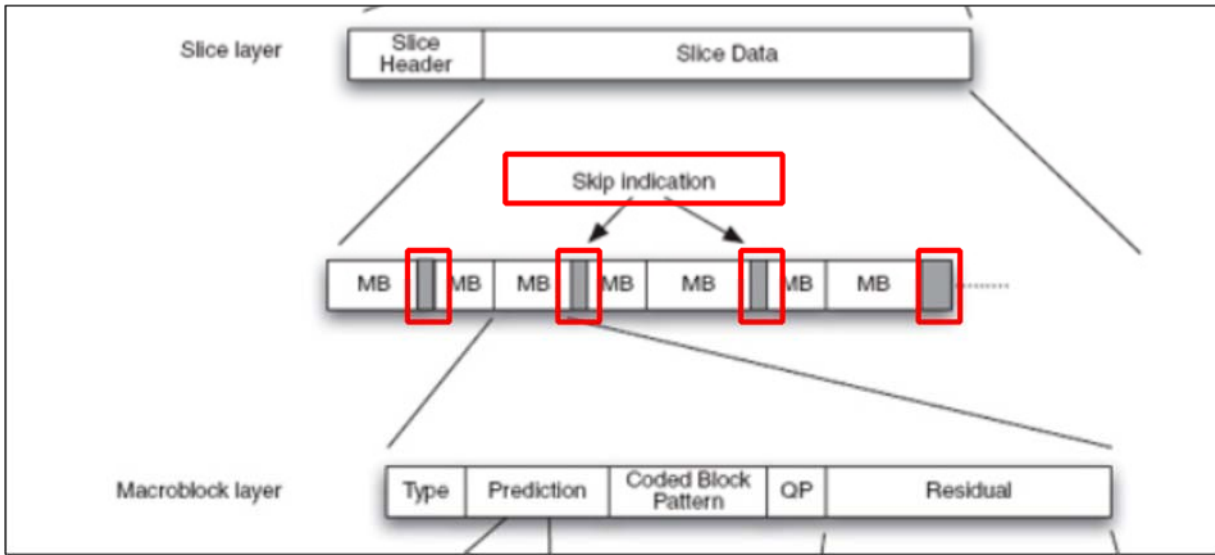 Slice layer
Slice
Header
Slice Data
Skip indication
MB
MB
MB
MB
MB
MB
MB
Macroblock layer
Type
Prediction
Coded Block
Pattern
QP
Residual